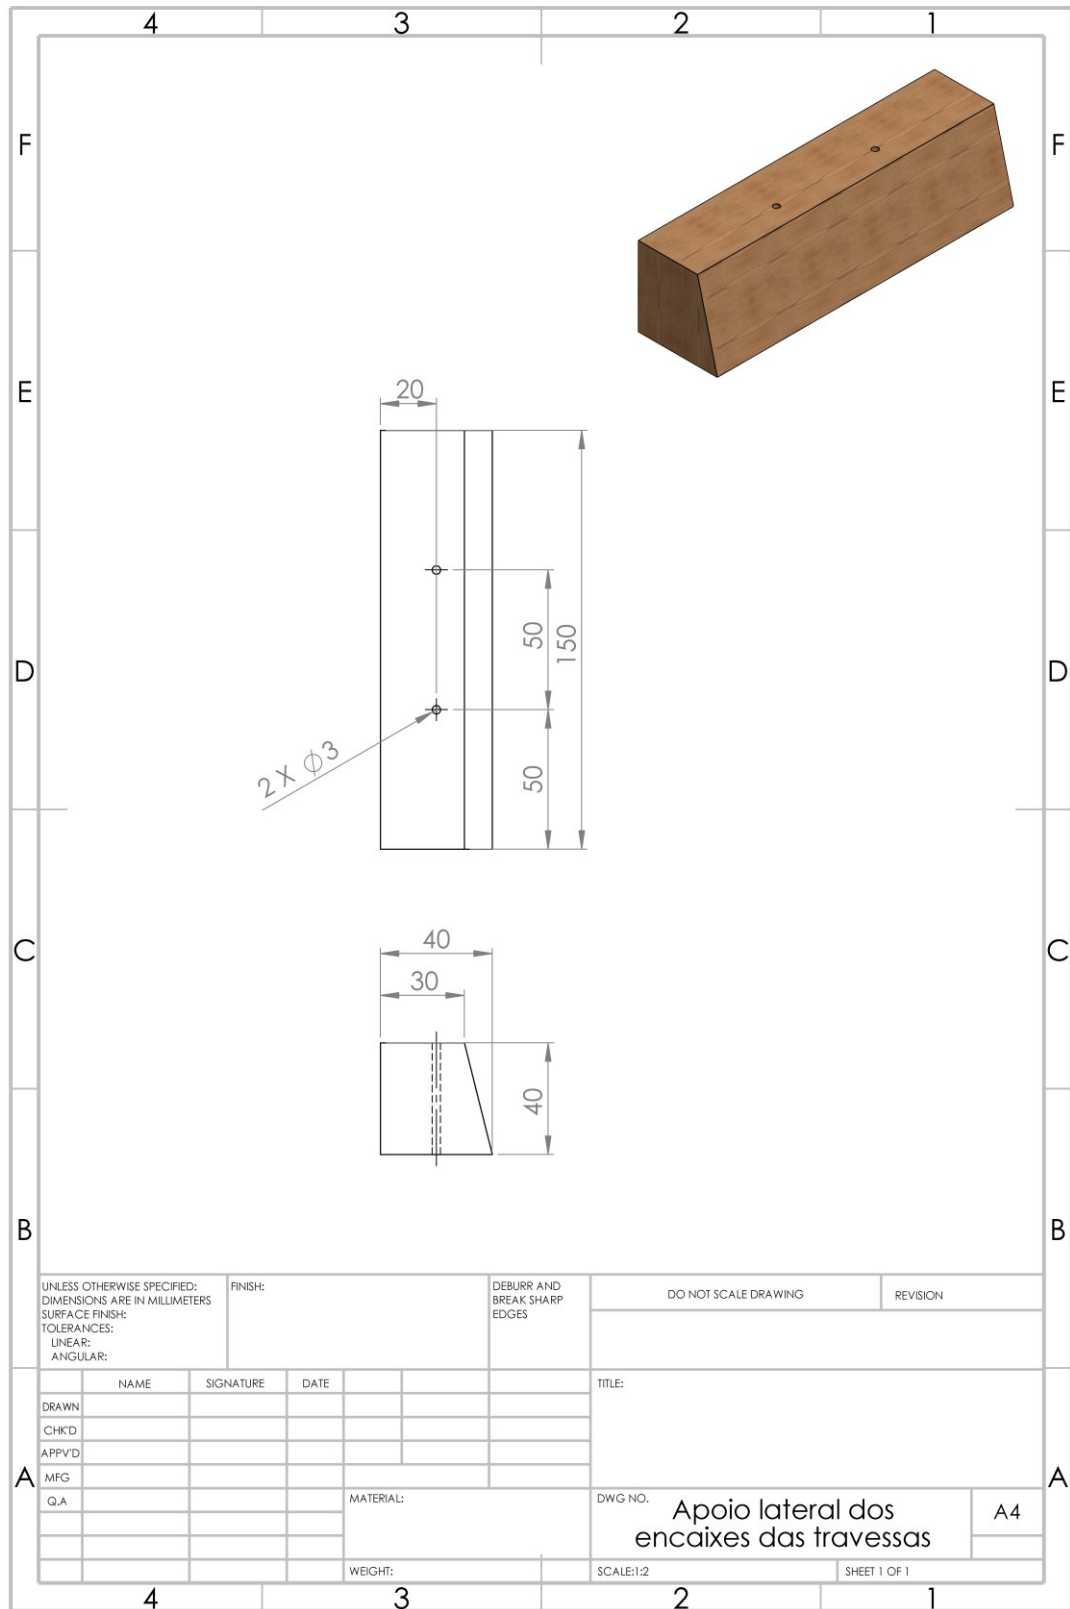 4 3 2 1
F F
E E
D D
C C
B B
A A
20
50
150
50
2 X ∅3
40
30
40
UNLESS OTHERWISE SPECIFIED:
DIMENSIONS ARE IN MILLIMETERS
SURFACE FINISH:
TOLERANCES:
LINEAR:
ANGULAR:
FINISH:
DEBURR AND
BREAK SHARP
EDGES
DO NOT SCALE DRAWING
REVISION
NAME SIGNATURE DATE
DRAWN
CHK'D
APPV'D
MFG
Q.A
TITLE:
MATERIAL:
DWG NO.
Apoio lateral dos
encaixes das travessas
A4
WEIGHT:
SCALE:1:2
SHEET 1 OF 1
4 3 2 1